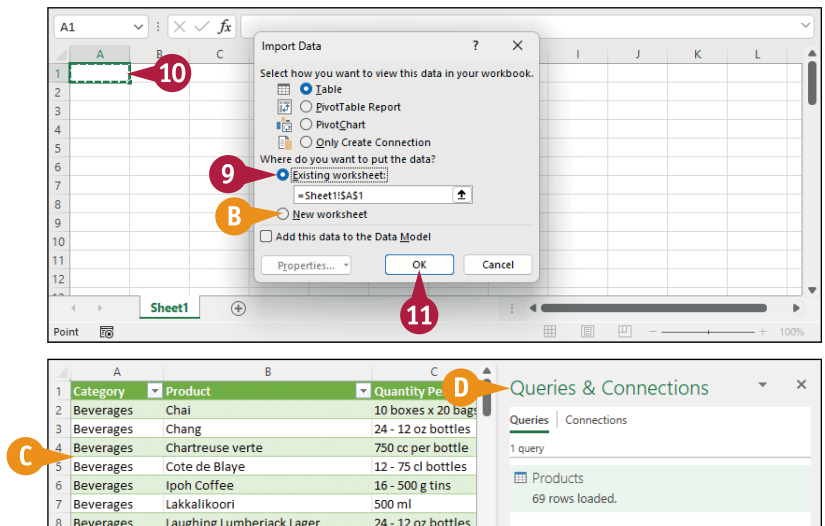 A1 fx
Import Data ? ×
A B C I J K L
Select how you want to view this data in your workbook.
1 10
Table
2
PivotTable Report
3
PivotChart
4
Only Create Connection
5
Where do you want to put the data?
6
9 Existing worksheet:
7
=Sheet1!$A$1
8
B New worksheet
9
Add this data to the Data Model
10
11
Properties... OK Cancel
12
11
Sheet1
Point 100%
A B C
D Queries & Connections
1 Category Product Quantity Pe
2 Beverages Chai 10 boxes x 20 bags
Queries Connections
3 Beverages Chang 24 - 12 oz bottles
C 4 Beverages Chartreuse verte 750 cc per bottle
1 query
5 Beverages Cote de Blaye 12 - 75 cl bottles
6 Beverages Ipoh Coffee 16 - 500 g tins
Products
7 Beverages Lakkalikoori 500 ml
69 rows loaded.
8 Beverages Laughing Lumberjack Lager 24 - 12 oz bottles